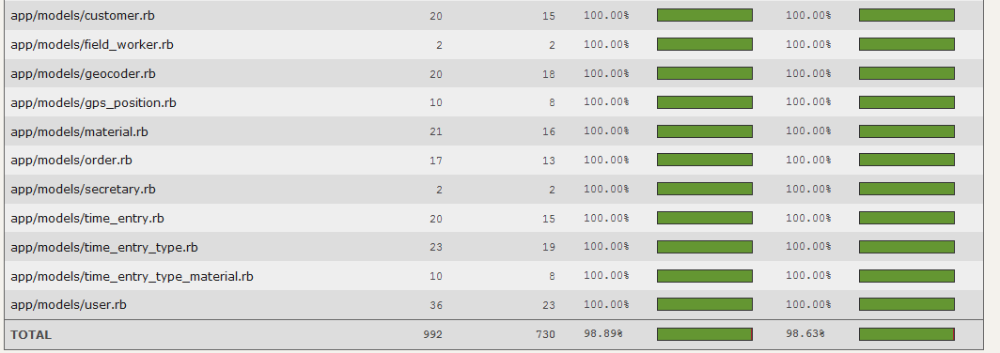 app/models/customer.rb 20 15 100.00% 100.00%
app/models/field_worker.rb 2 2 100.00% 100.00%
app/models/geocoder.rb 20 18 100.00% 100.00%
app/models/gps_position.rb 10 8 100.00% 100.00%
app/models/material.rb 21 16 100.00% 100.00%
app/models/order.rb 17 13 100.00% 100.00%
app/models/secretary.rb 2 2 100.00% 100.00%
app/models/time_entry.rb 20 15 100.00% 100.00%
app/models/time_entry_type.rb 23 19 100.00% 100.00%
app/models/time_entry_type_material.rb 10 8 100.00% 100.00%
app/models/user.rb 36 23 100.00% 100.00%
TOTAL 992 730 98.89% 98.63%